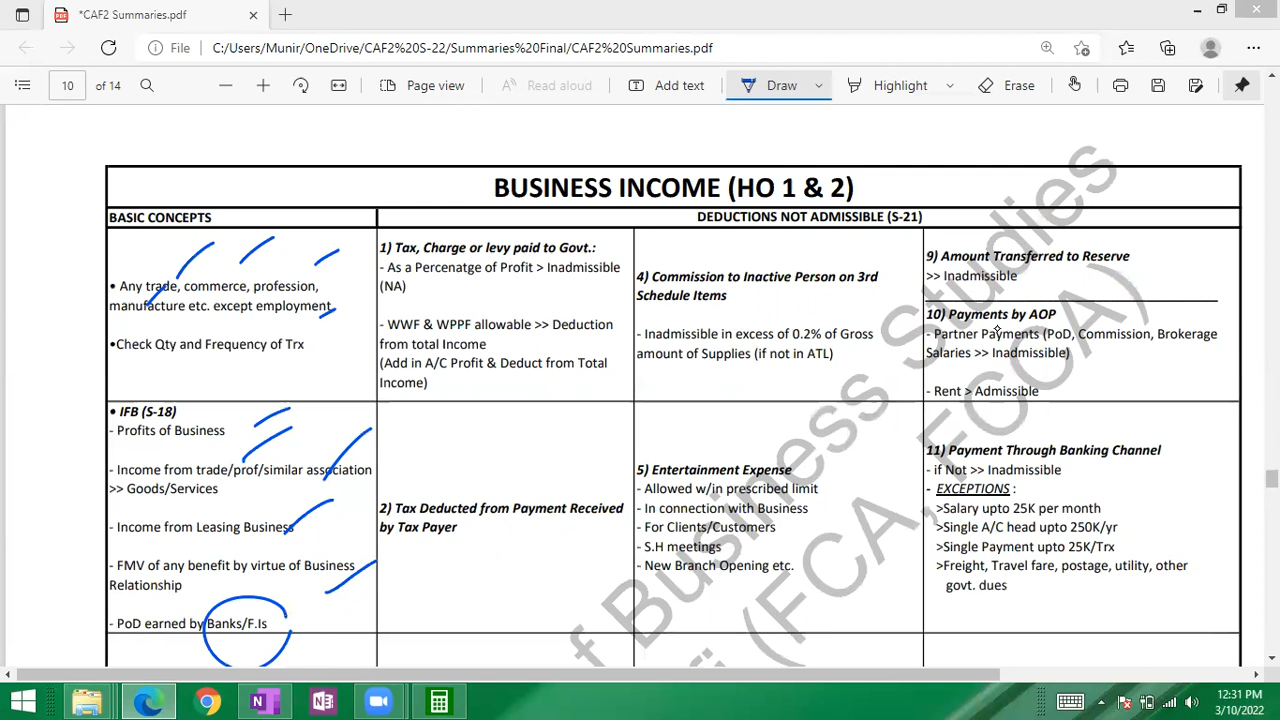 *CAF2 Summaries.pdf
File
C:/Users/Munir/OneDrive/CAF2%20S-22/Summaries%20Final/CAF2%20Summaries.pdf
10
of 14
Page view
Read aloud
Add text
Draw
Highlight
Erase
BUSINESS INCOME (HO 1 & 2)
BASIC CONCEPTS
DEDUCTIONS NOT ADMISSIBLE (S-21)
• Any trade, commerce, profession,
manufacture etc. except employment
•Check Qty and Frequency of Trx
1) Tax, Charge or levy paid to Govt.:
- As a Percenatge of Profit > Inadmissible
(NA)
- WWF & WPPF allowable >> Deduction
from total Income
(Add in A/C Profit & Deduct from Total
Income)
4) Commission to Inactive Person on 3rd
Schedule Items
- Inadmissible in excess of 0.2% of Gross
amount of Supplies (if not in ATL)
9) Amount Transferred to Reserve
>> Inadmissible
10) Payments by AOP
- Partner Payments (PoD, Commission, Brokerage
Salaries >> Inadmissible)
- Rent > Admissible
• IFB (S-18)
- Profits of Business
- Income from trade/prof/similar association
>> Goods/Services
- Income from Leasing Business
- FMV of any benefit by virtue of Business
Relationship
- PoD earned by Banks/F.Is
2) Tax Deducted from Payment Received
by Tax Payer
5) Entertainment Expense
- Allowed w/in prescribed limit
- In connection with Business
- For Clients/Customers
- S.H meetings
- New Branch Opening etc.
11) Payment Through Banking Channel
- if Not >> Inadmissible
- EXCEPTIONS :
>Salary upto 25K per month
>Single A/C head upto 250K/yr
>Single Payment upto 25K/Trx
>Freight, Travel fare, postage, utility, other
govt. dues
f Business Studies
fi (FCA, FCCA)
12:31 PM
3/10/2022